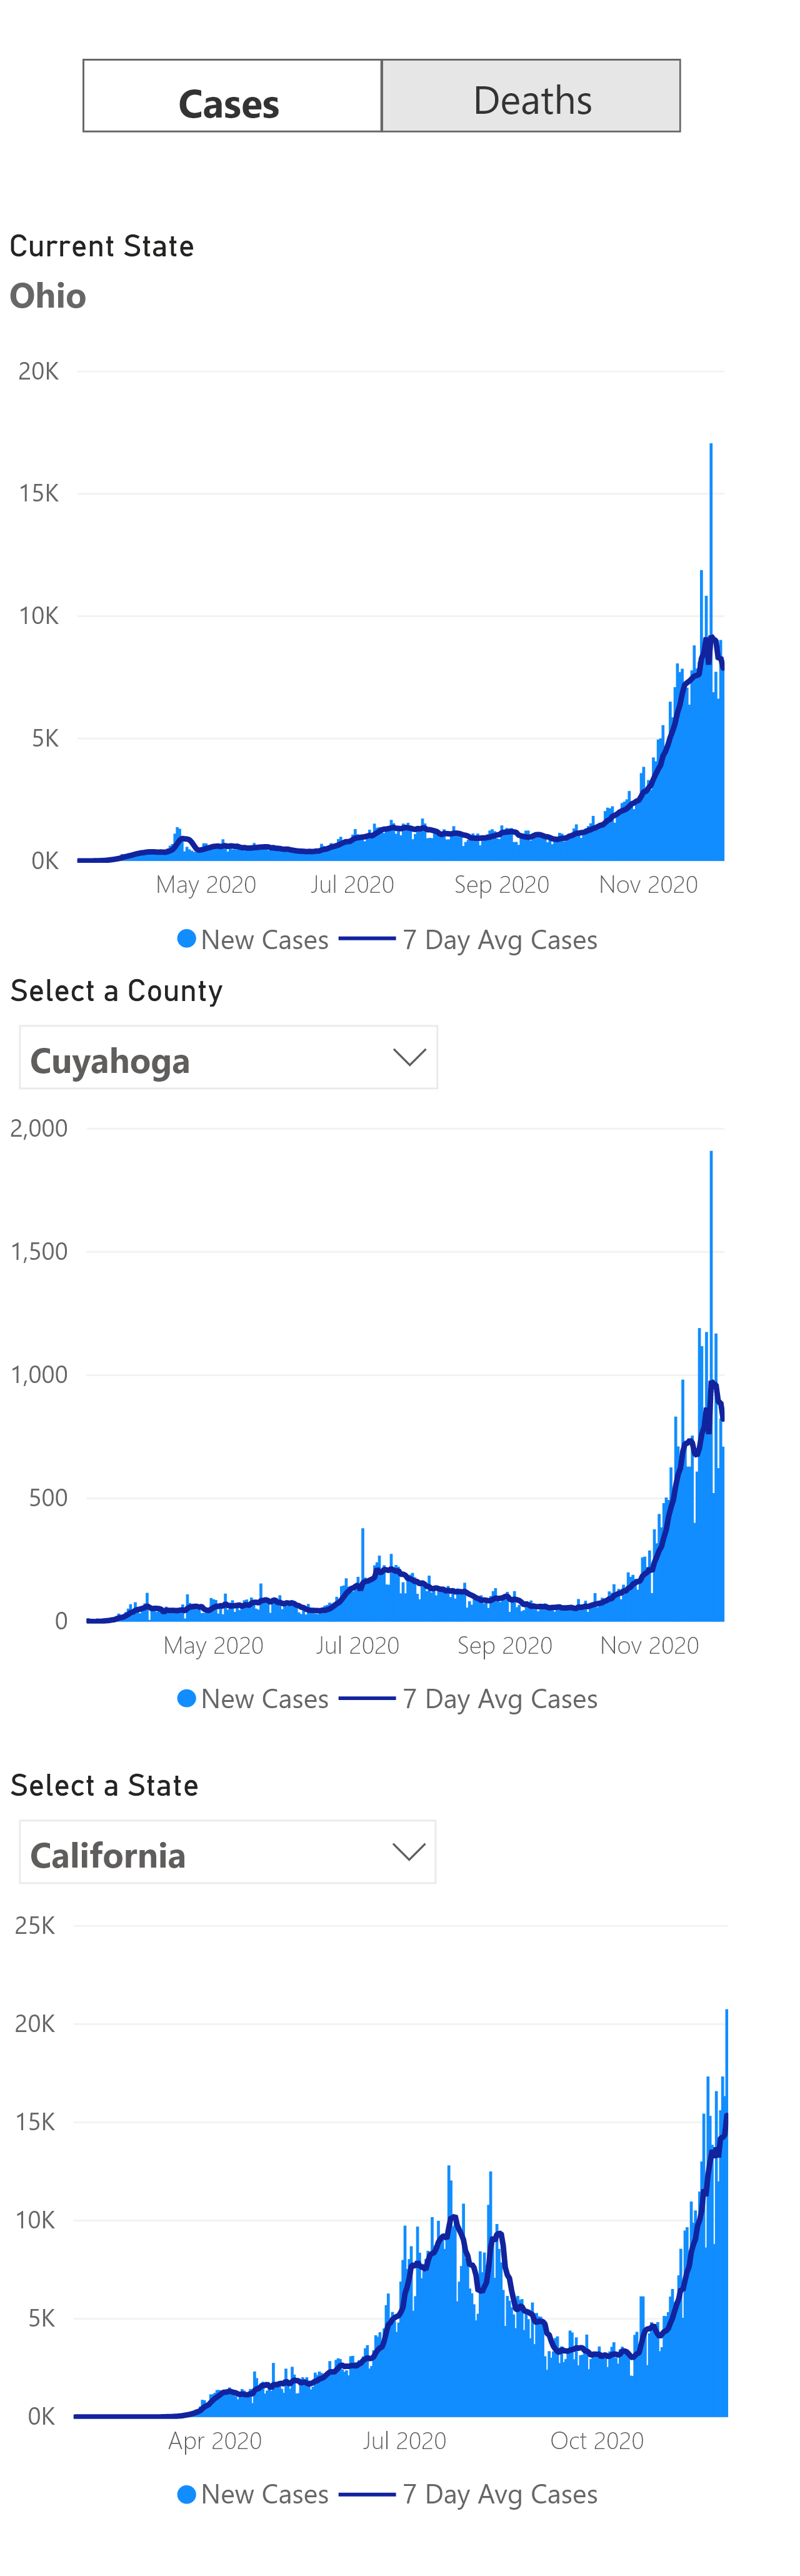 Cases Deaths
Current State
Ohio
20K
15K
10K
5K
0K
May 2020 Jul 2020 Sep 2020 Nov 2020
New Cases 7 Day Avg Cases
Select a County
Cuyahoga
2,000
1,500
1,000
500
0
May 2020 Jul 2020 Sep 2020 Nov 2020
New Cases 7 Day Avg Cases
Select a State
California
25K
20K
15K
10K
5K
0K
Apr 2020 Jul 2020 Oct 2020
New Cases 7 Day Avg Cases